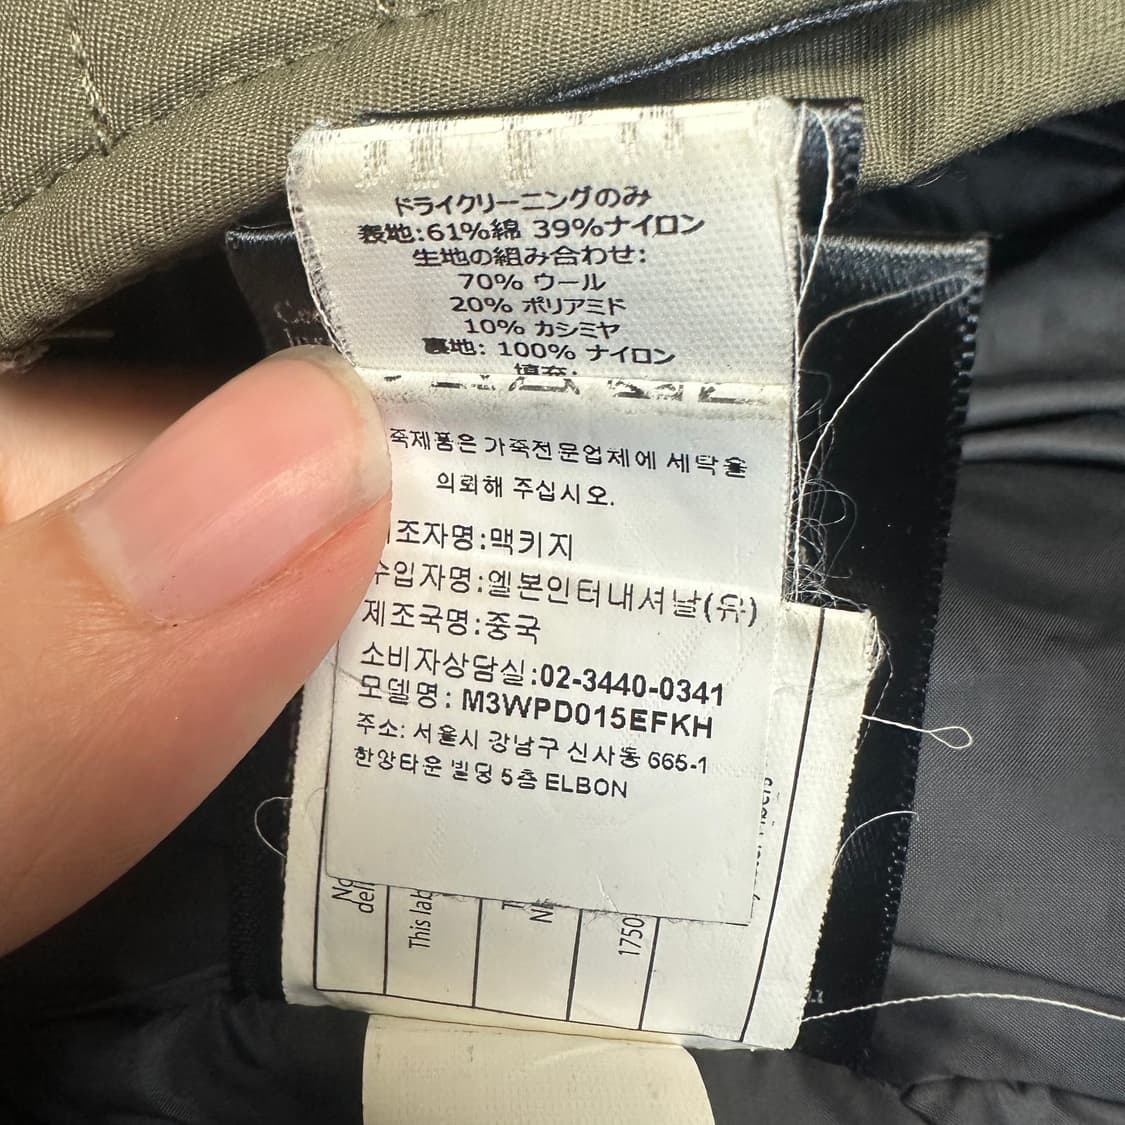 ドライクリーニングのみ
表地:61%綿 39%ナイロン
生地の組み合わせ:
70% ウール
20% ポリアミド
10% カシミヤ
裏地: 100% ナイロン
填充:
죽제품은 가죽전문업체에 세탁을
의뢰해 주십시오.
조자명:맥키지
수입자명:엘본인터내셔날(유)
제조국명:중국
소비자상담실:02-3440-0341
모델명: M3WPD015EFKH
주소: 서울시 강남구 신사동 665-1
한양타운 빌딩 5층 ELBON
No
deli
This lab
1750